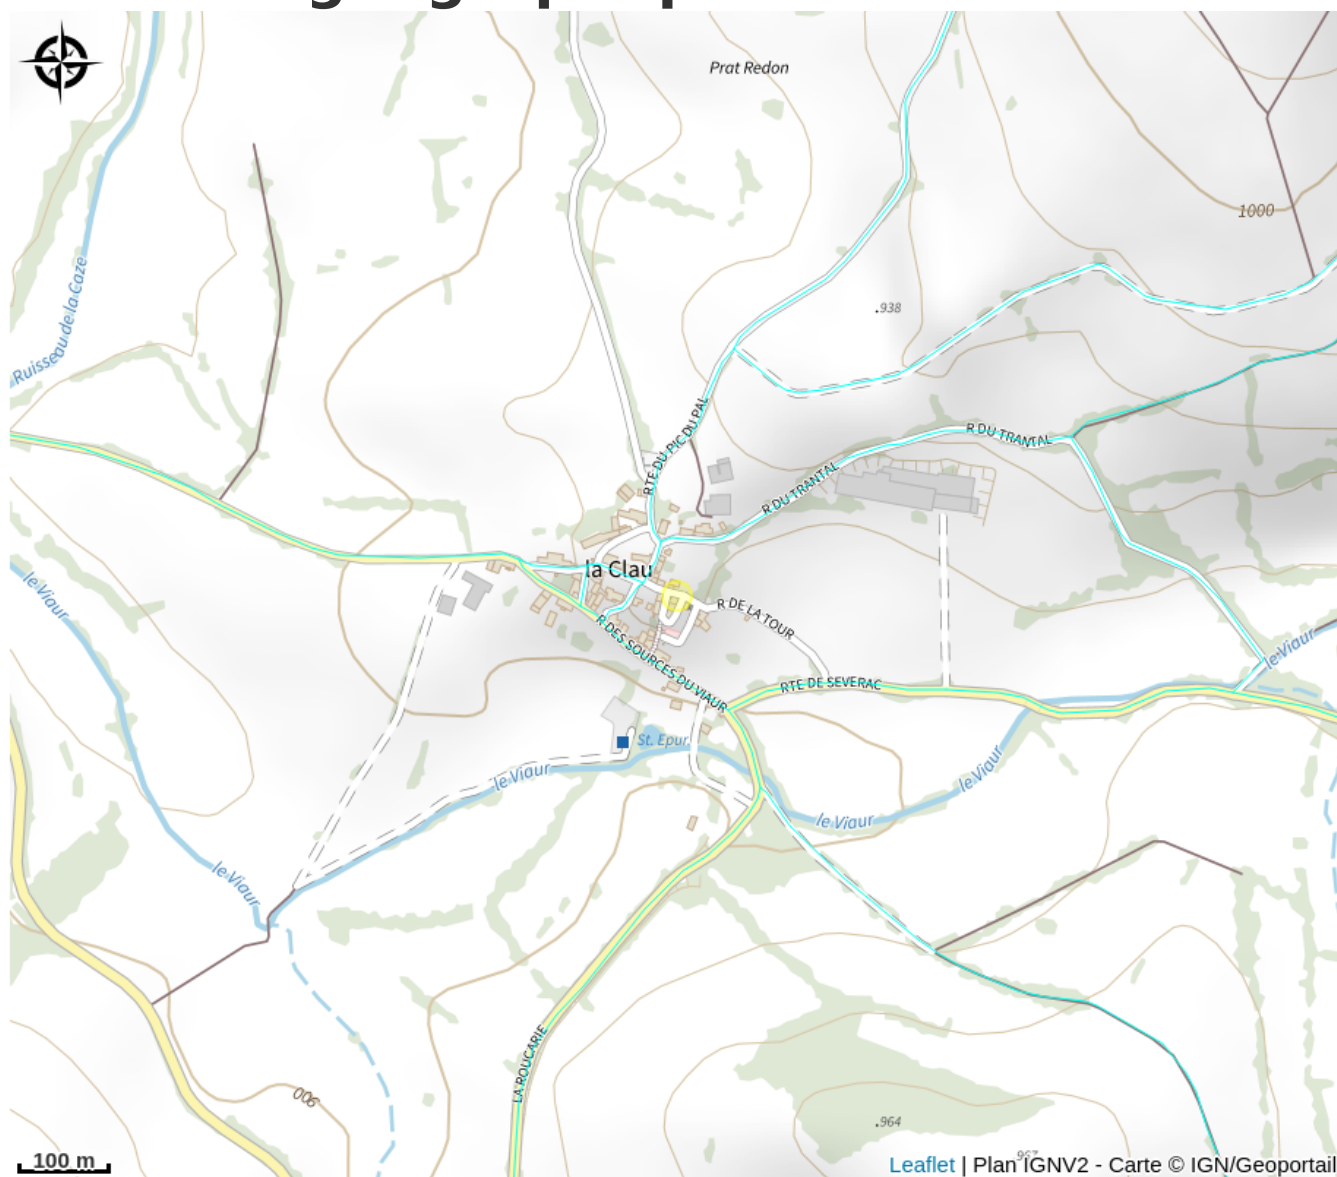 Prat Redon
1000
Ruisseau de la Caze
.938
RTE DU PIC DU PAL
R DU TRANTAL
R DU TRANTAL
la Clau
le Viaur
R DE LA TOUR
R DES SOURCES DU VIAUR
le Viaur
RTE DE SEVERAC
St. Epur.
le Viaur
le Viaur
le Viaur
le Viaur
LA ROUCARIE
900
.964
967
100 m
Leaflet | Plan IGNV2 - Carte © IGN/Geoportail